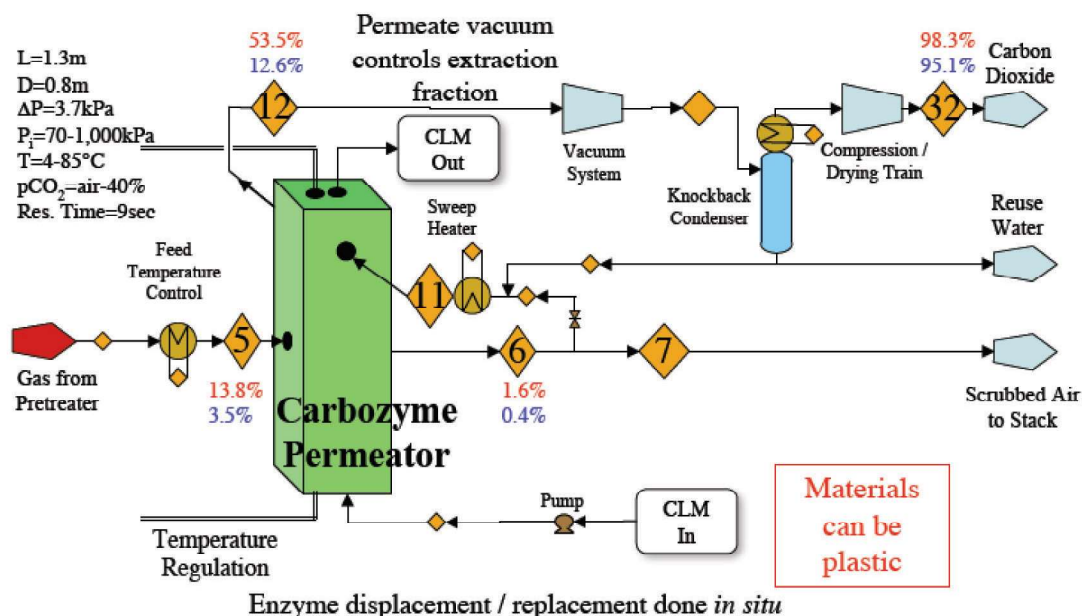 53.5%
12.6%
Permeate vacuum
controls extraction
fraction
98.3%
95.1%
Carbon
Dioxide
L=1.3m
D=0.8m
ΔP=3.7kPa
Pi=70-1,000kPa
T=4-85°C
pCO2=air-40%
Res. Time=9sec
12
32
CLM
Out
Vacuum
System
Compression /
Drying Train
Knockback
Condenser
Sweep
Heater
Reuse
Water
Feed
Temperature
Control
11
5
6
7
Gas from
Pretreater
13.8%
3.5%
1.6%
0.4%
Scrubbed Air
to Stack
Carbozyme
Permeator
Pump
CLM
In
Materials
can be
plastic
Temperature
Regulation
Enzyme displacement / replacement done in situ